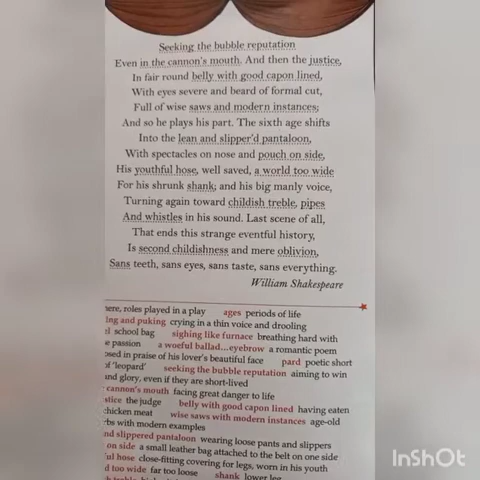 Seeking the bubble reputation
Even in the cannon's mouth. And then the justice,
In fair round belly with good capon lined,
With eyes severe and beard of formal cut,
Full of wise saws and modern instances;
And so he plays his part. The sixth age shifts
Into the lean and slipper'd pantaloon,
With spectacles on nose and pouch on side,
His youthful hose, well saved, a world too wide
For his shrunk shank; and his big manly voice,
Turning again toward childish treble, pipes
And whistles in his sound. Last scene of all,
That ends this strange eventful history,
Is second childishness and mere oblivion,
Sans teeth, sans eyes, sans taste, sans everything.
William Shakespeare
roles played in a play ages periods of life
and puking crying in a thin voice and drooling
school bag sighing like furnace breathing hard with
passion a woeful ballad...eyebrow a romantic poem
in praise of his lover's beautiful face pard poetic short
'leopard' seeking the bubble reputation aiming to win
and glory, even if they are short-lived
cannon's mouth facing great danger to life
the judge belly with good capon lined having eaten
chicken meat wise saws with modern instances age-old
with modern examples
slippered pantaloon wearing loose pants and slippers
on side a small leather bag attached to the belt on one side
hose close-fitting covering for legs, worn in his youth
too wide far too loose shank lower leg
InShOt